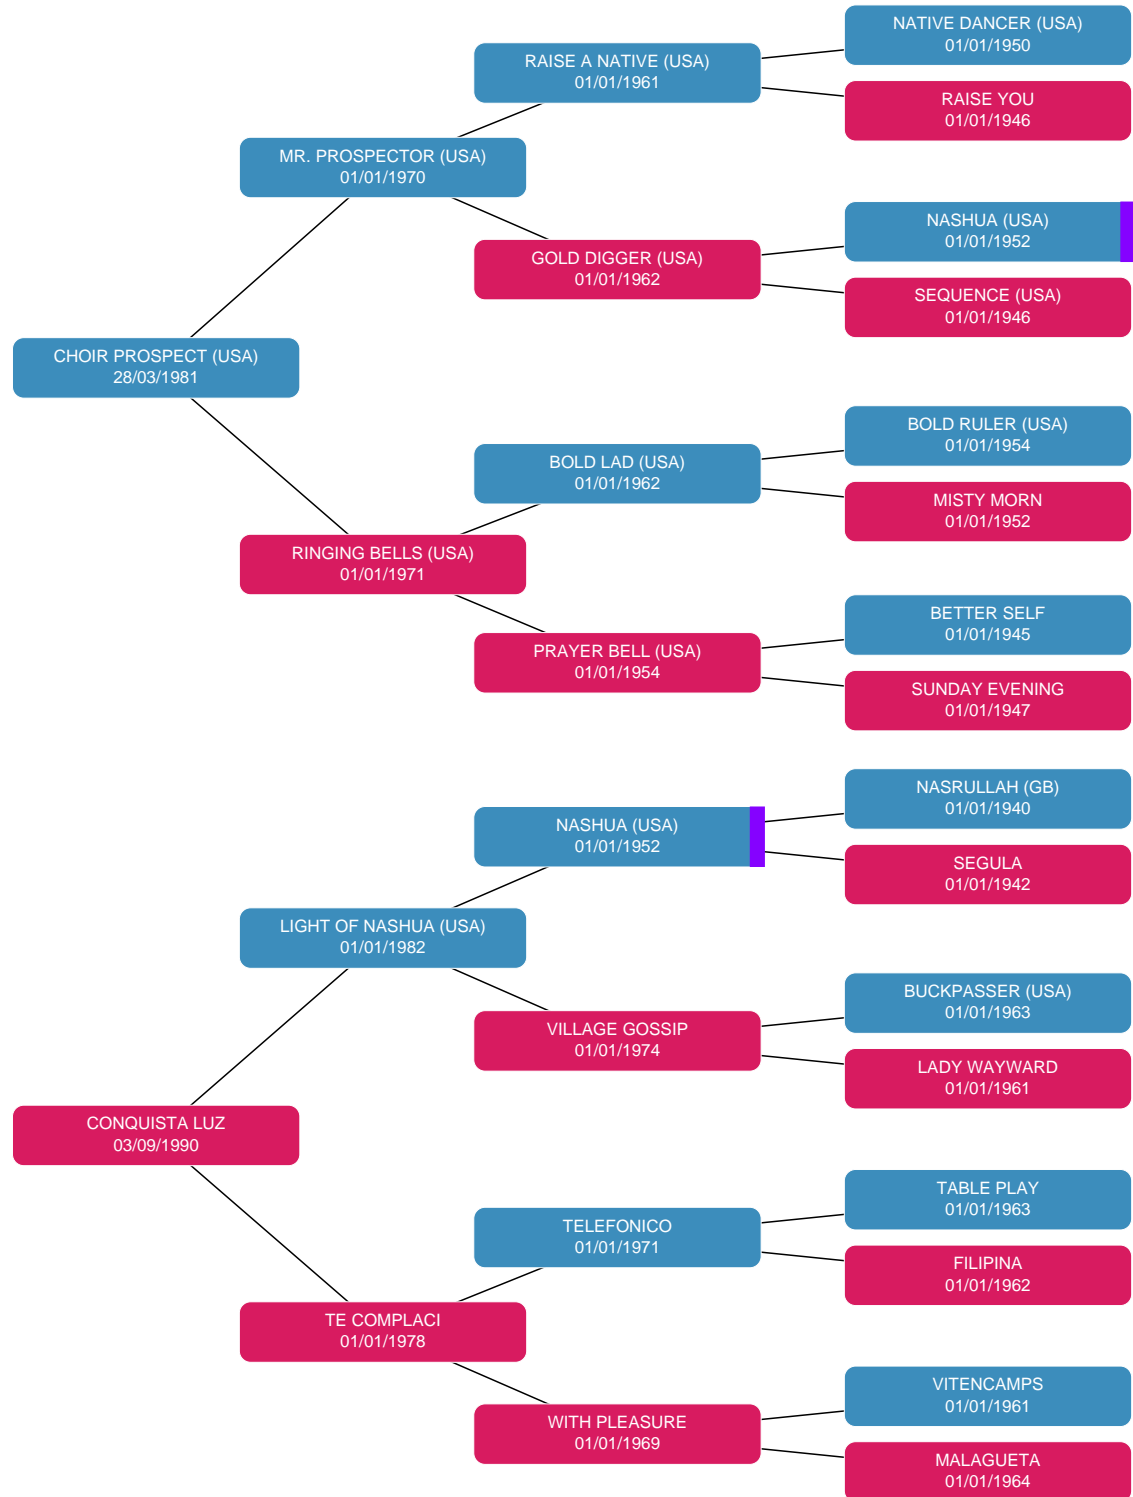 NATIVE DANCER (USA)
01/01/1950
RAISE A NATIVE (USA)
01/01/1961
RAISE YOU
01/01/1946
MR. PROSPECTOR (USA)
01/01/1970
NASHUA (USA)
01/01/1952
GOLD DIGGER (USA)
01/01/1962
SEQUENCE (USA)
01/01/1946
CHOIR PROSPECT (USA)
28/03/1981
BOLD RULER (USA)
01/01/1954
BOLD LAD (USA)
01/01/1962
MISTY MORN
01/01/1952
RINGING BELLS (USA)
01/01/1971
BETTER SELF
01/01/1945
PRAYER BELL (USA)
01/01/1954
SUNDAY EVENING
01/01/1947
NASRULLAH (GB)
01/01/1940
NASHUA (USA)
01/01/1952
SEGULA
01/01/1942
LIGHT OF NASHUA (USA)
01/01/1982
BUCKPASSER (USA)
01/01/1963
VILLAGE GOSSIP
01/01/1974
LADY WAYWARD
01/01/1961
CONQUISTA LUZ
03/09/1990
TABLE PLAY
01/01/1963
TELEFONICO
01/01/1971
FILIPINA
01/01/1962
TE COMPLACI
01/01/1978
VITENCAMPS
01/01/1961
WITH PLEASURE
01/01/1969
MALAGUETA
01/01/1964